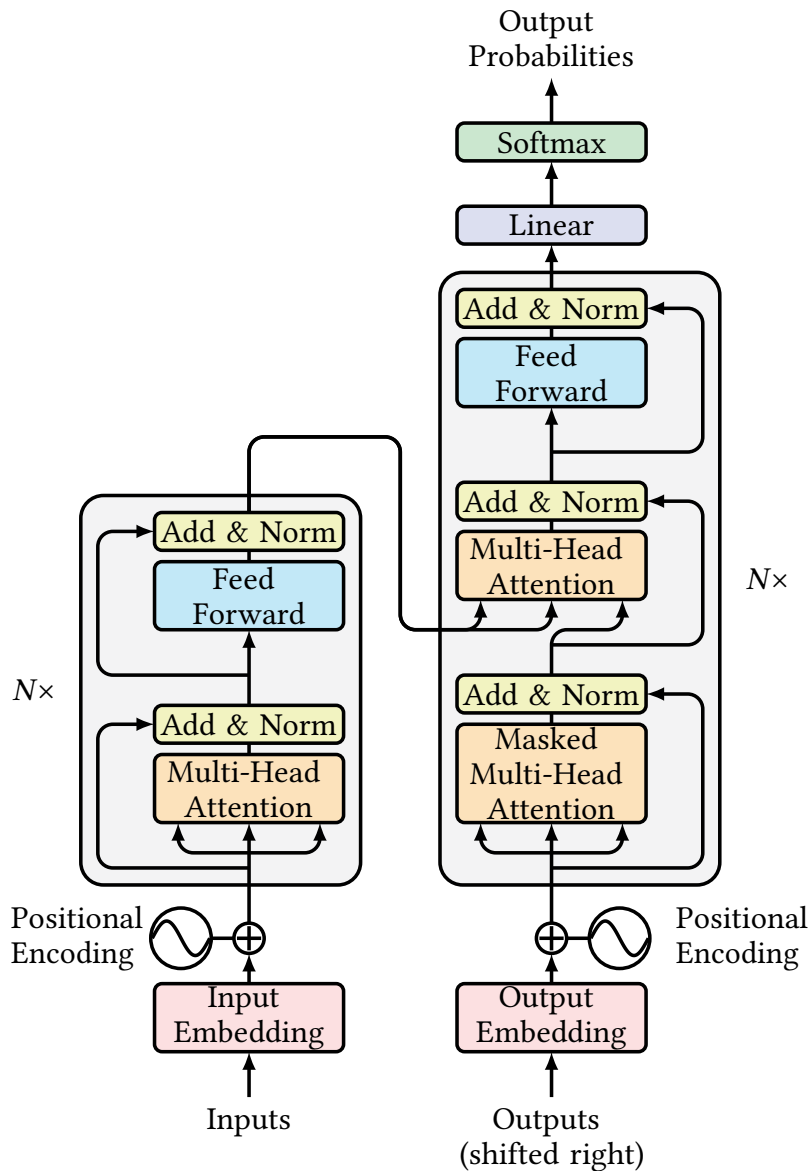 Output
Probabilities
Softmax
Linear
Add & Norm
Feed
Forward
Add & Norm
Multi-Head
Attention
N×
Add & Norm
Masked
Multi-Head
Attention
Add & Norm
Feed
Forward
N×
Add & Norm
Multi-Head
Attention
Positional
Encoding
Positional
Encoding
Input
Embedding
Output
Embedding
Inputs
Outputs
(shifted right)